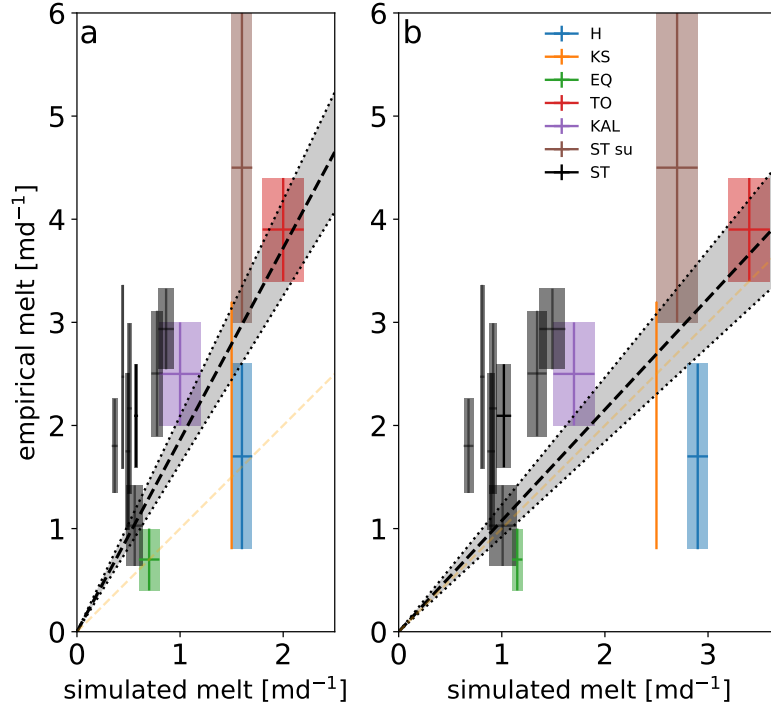 a
b
6
5
4
3
2
1
0
empirical melt [md⁻¹]
0
1
2
simulated melt [md⁻¹]
6
5
4
3
2
1
0
0
1
2
3
simulated melt [md⁻¹]
H
KS
EQ
TO
KAL
ST su
ST